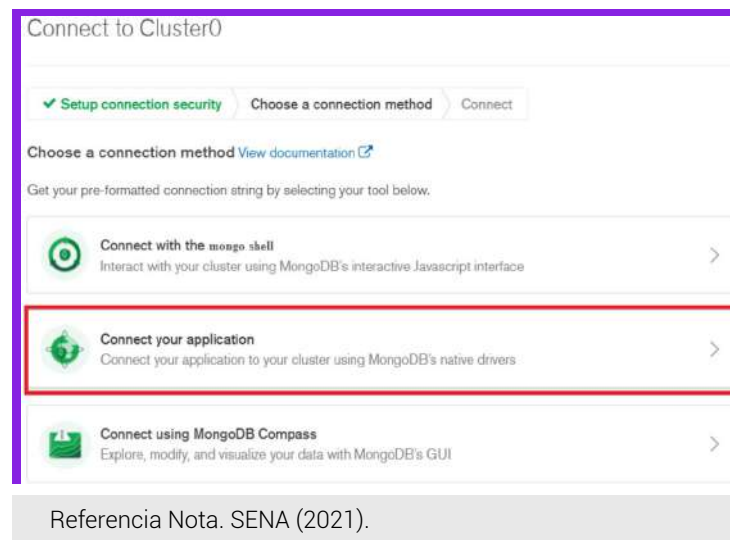 Connect to Cluster0
✔ Setup connection security
Choose a connection method
Connect
Choose a connection method View documentation
Get your pre-formatted connection string by selecting your tool below.
Connect with the mongo shell
Interact with your cluster using MongoDB's interactive Javascript interface
Connect your application
Connect your application to your cluster using MongoDB's native drivers
Connect using MongoDB Compass
Explore, modify, and visualize your data with MongoDB's GUI
Referencia Nota. SENA (2021).